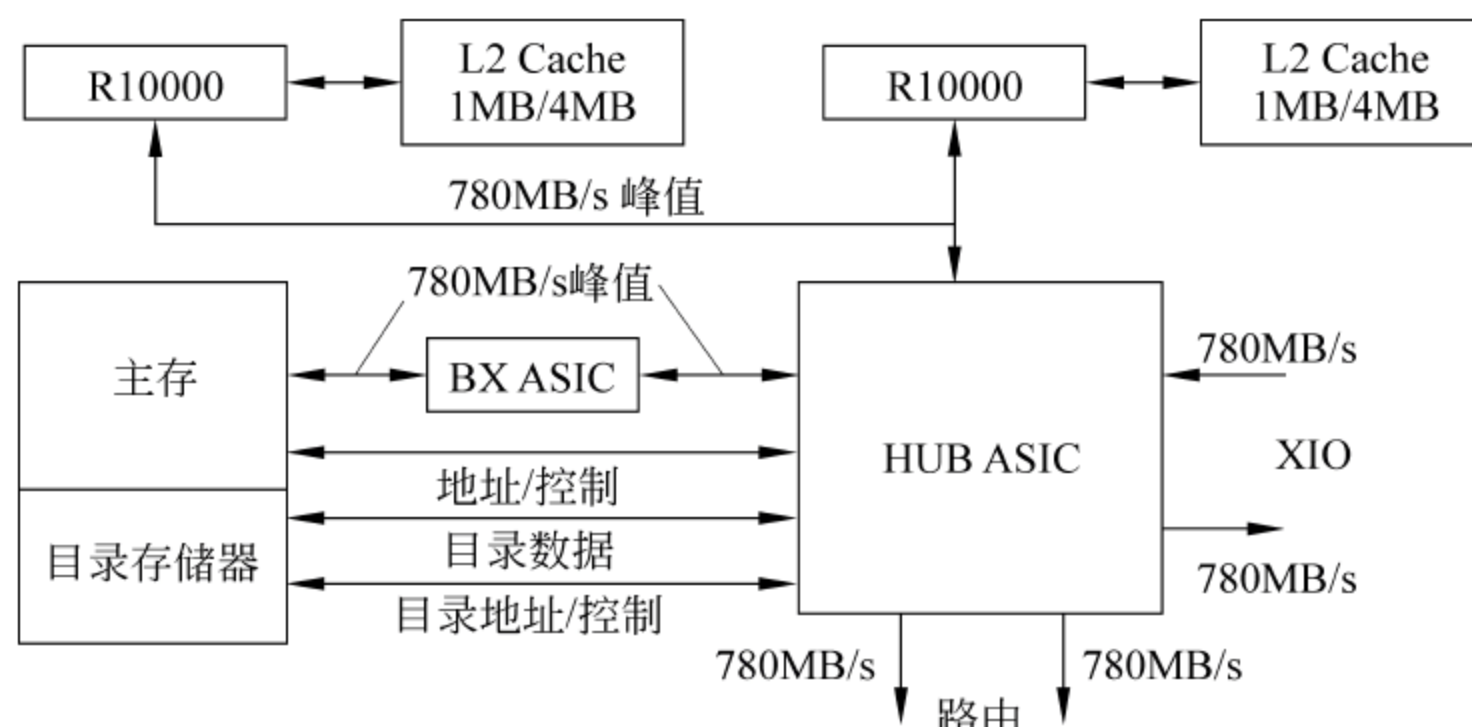 R10000
L2 Cache
1MB/4MB
R10000
L2 Cache
1MB/4MB
780MB/s 峰值
780MB/s峰值
主存
BX ASIC
HUB ASIC
780MB/s
XIO
地址/控制
目录数据
目录存储器
目录地址/控制
780MB/s
780MB/s
780MB/s
路由